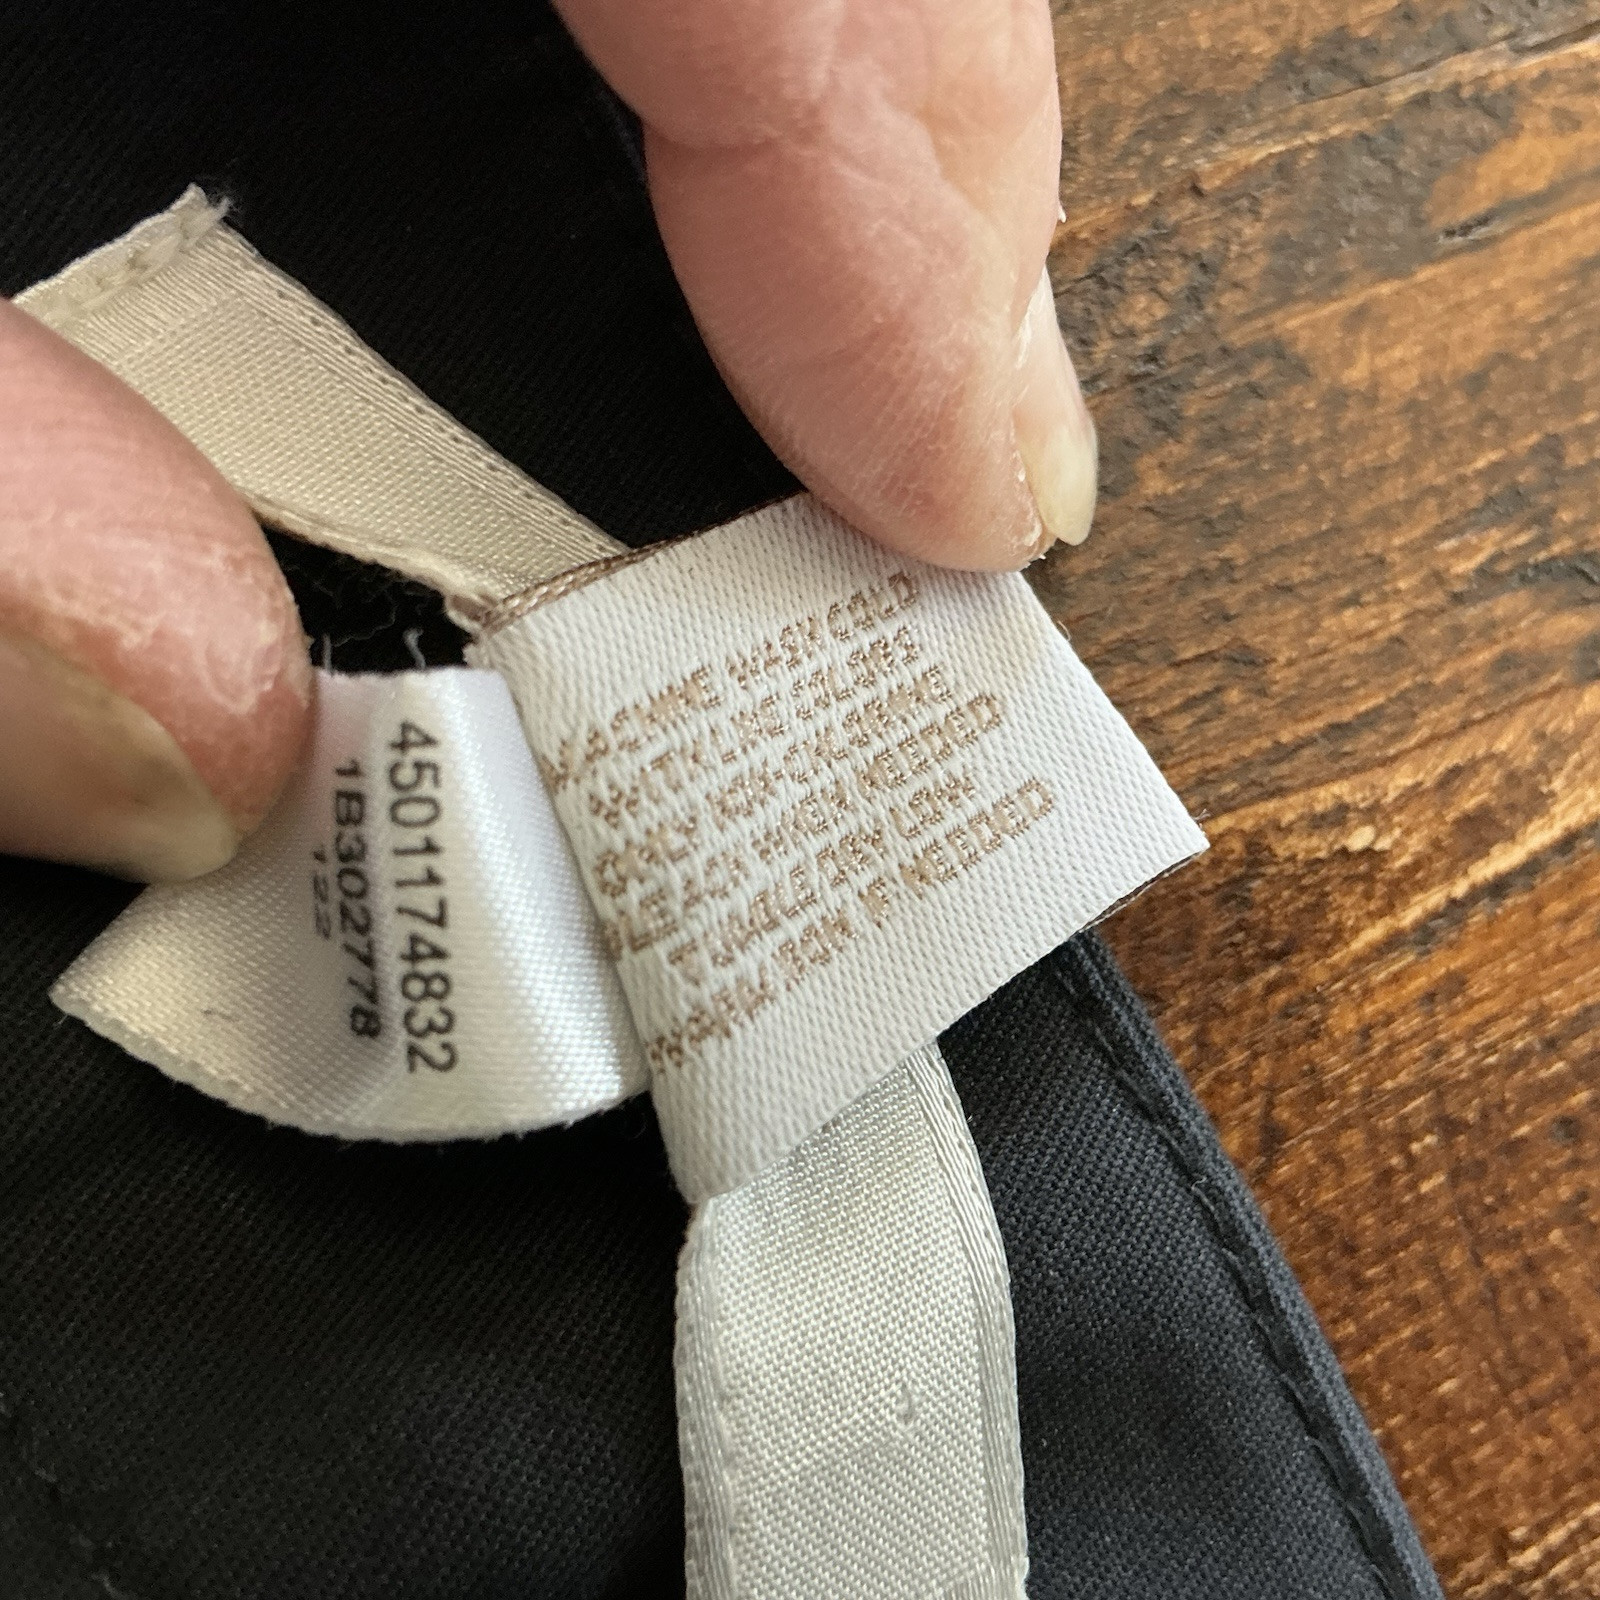 MACHINE WASH COLD
WITH LIKE COLORS
ONLY NON-CHLORINE
BLEACH WHEN NEEDED
TUMBLE DRY LOW
WARM IRON IF NEEDED
4501174832
1B302778
122